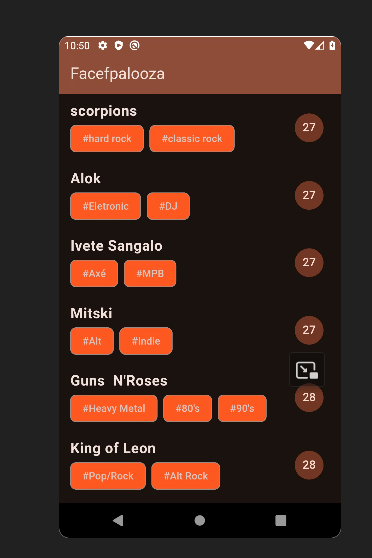 10:50
Facefpalooza
scorpions
27
#hard rock #classic rock
Alok
27
#Eletronic #DJ
Ivete Sangalo
27
#Axé #MPB
Mitski
27
#Alt #Indie
Guns N'Roses
28
#Heavy Metal #80's #90's
King of Leon
28
#Pop/Rock #Alt Rock